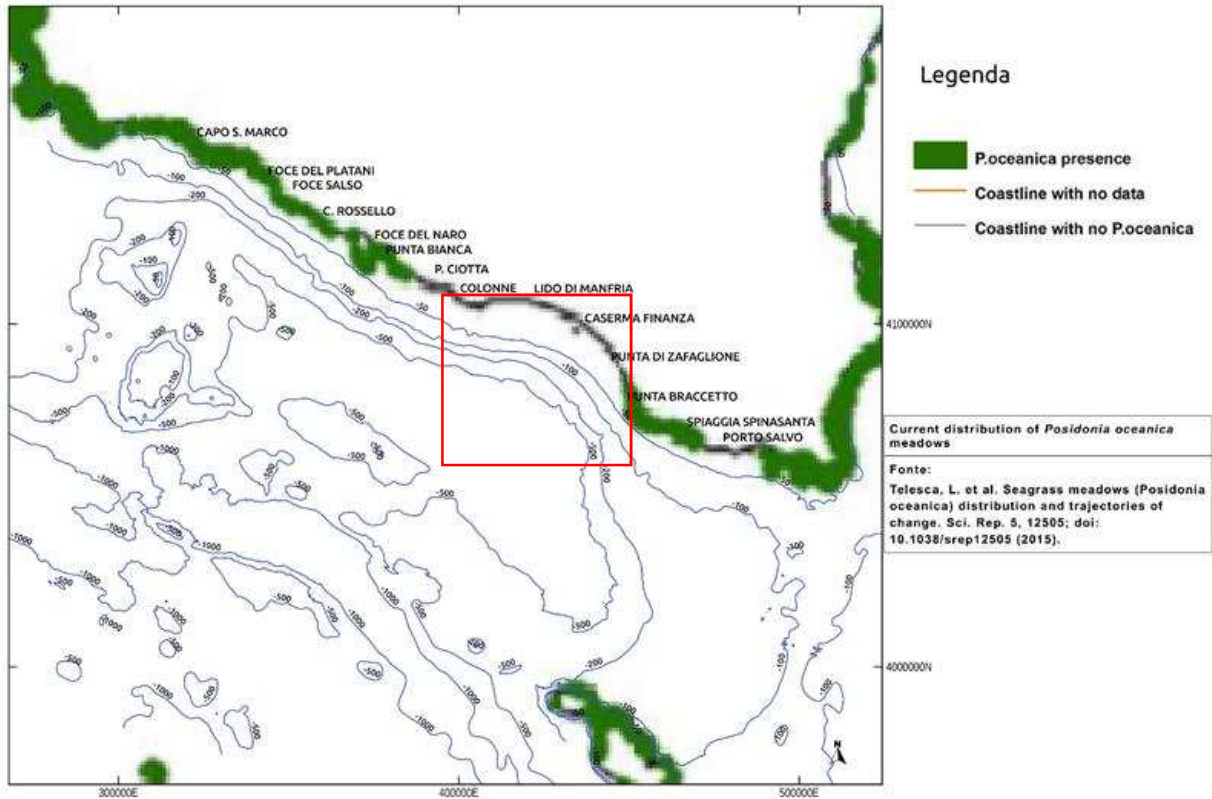 CAPO S. MARCO
FOCE DEL PLATANI
FOCE SALSO
C. ROSSELLO
FOCE DEL NARO
PUNTA BIANCA
P. CIOTTA
COLONNE
LIDO DI MANFRIA
CASERMA FINANZA
PUNTA DI ZAFAGLIONE
PUNTA BRACCETTO
SPIAGGIA SPINASANTA
PORTO SALVO
-50
-100
-200
-500
-1000
4100000N
4000000N
300000E
400000E
500000E
N
Legenda
P.oceanica presence
Coastline with no data
Coastline with no P.oceanica
Current distribution of Posidonia oceanica
meadows
Fonte:
Telesca, L. et al. Seagrass meadows (Posidonia
oceanica) distribution and trajectories of
change. Sci. Rep. 5, 12505; doi:
10.1038/srep12505 (2015).